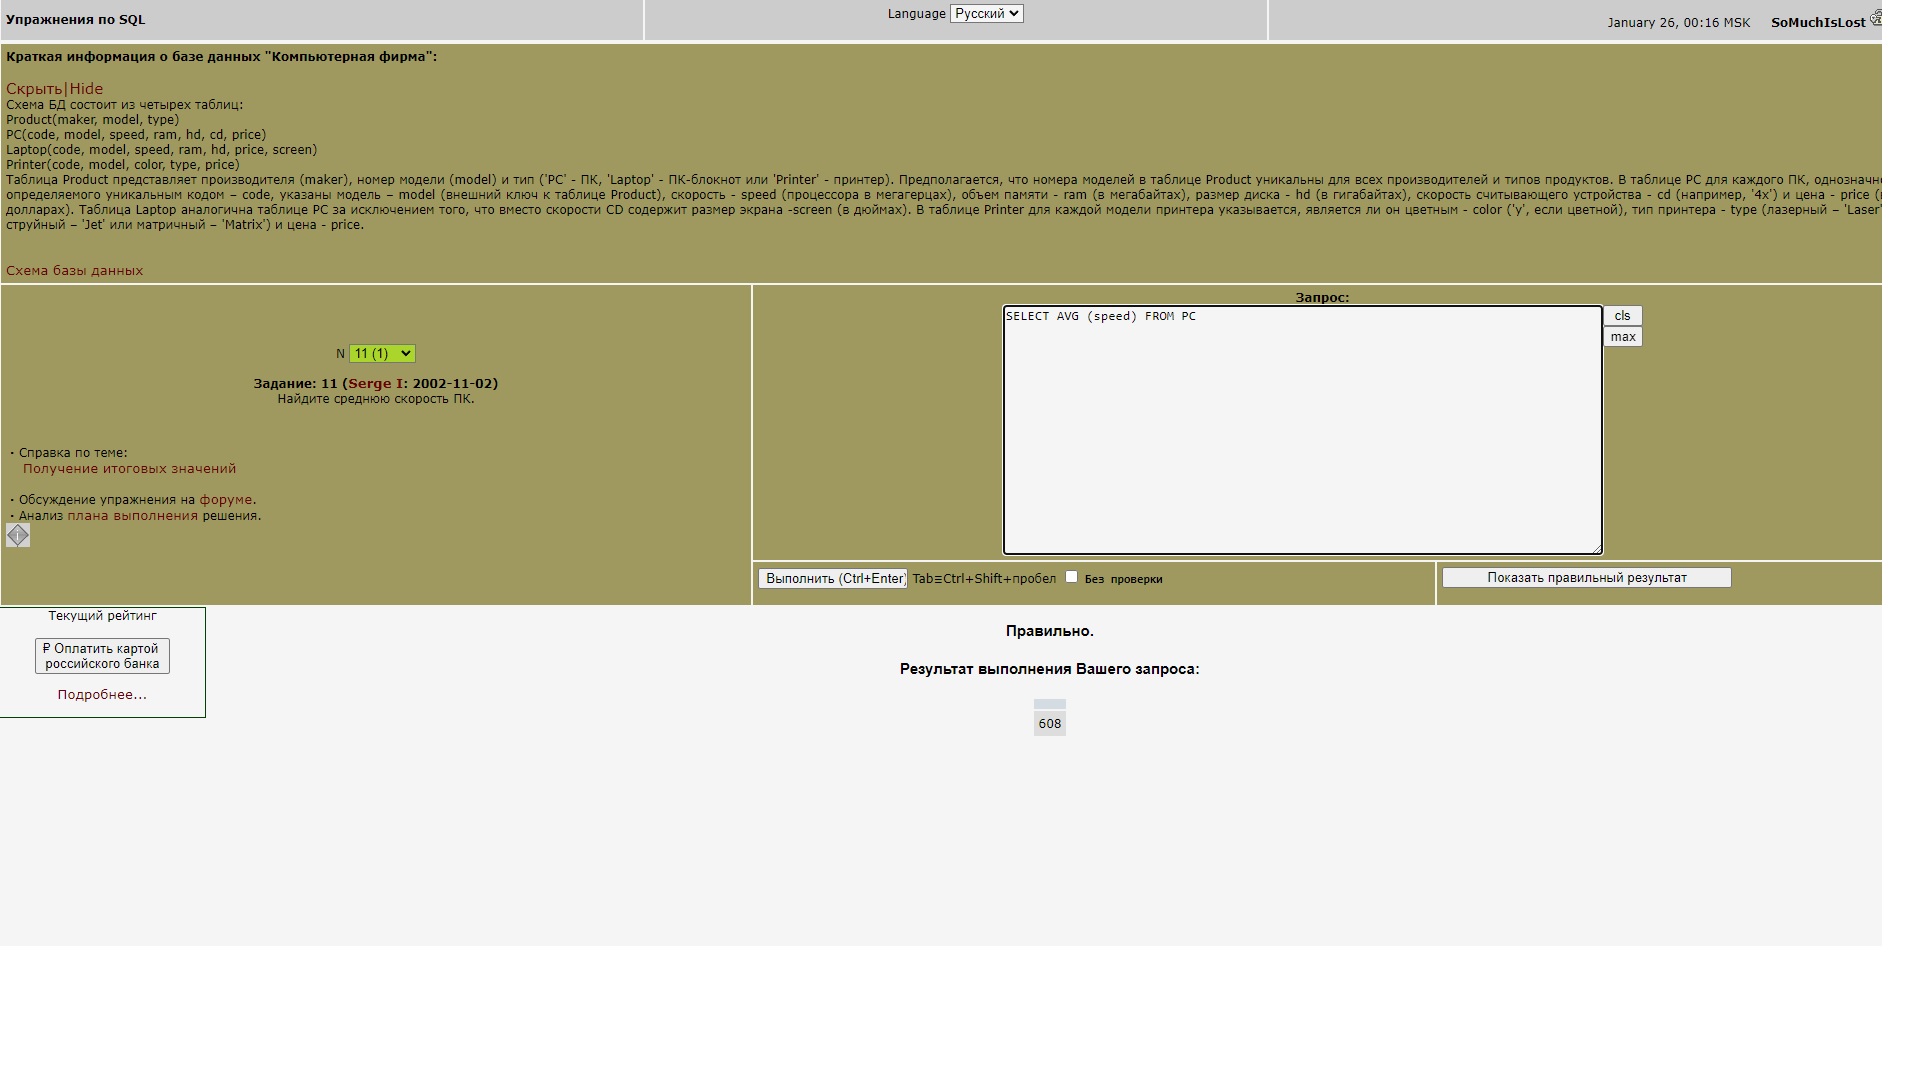 Упражнения по SQL
Language Русский
January 26, 00:16 MSK SoMuchIsLost
Краткая информация о базе данных "Компьютерная фирма":
Скрыть|Hide
Схема БД состоит из четырех таблиц:
Product(maker, model, type)
PC(code, model, speed, ram, hd, cd, price)
Laptop(code, model, speed, ram, hd, price, screen)
Printer(code, model, color, type, price)
Таблица Product представляет производителя (maker), номер модели (model) и тип ('PC' - ПК, 'Laptop' - ПК-блокнот или 'Printer' - принтер). Предполагается, что номера моделей в таблице Product уникальны для всех производителей и типов продуктов. В таблице PC для каждого ПК,
определяемого уникальным кодом – code, указаны модель – model (внешний ключ к таблице Product), скорость - speed (процессора в мегагерцах), объем памяти - ram (в мегабайтах), размер диска - hd (в гигабайтах), скорость считывающего устройства - cd (например, '4x') и цена - price
долларах). Таблица Laptop аналогична таблице PC за исключением того, что вместо скорости CD содержит размер экрана -screen (в дюймах). В таблице Printer для каждой модели принтера указывается, является ли он цветным - color ('y', если цветной), тип принтера - type (лазерный – 'Laser'
струйный – 'Jet' или матричный – 'Matrix') и цена - price.
Схема базы данных
N 11 (1)
Задание: 11 (Serge I: 2002-11-02)
Найдите среднюю скорость ПК.
· Справка по теме:
Получение итоговых значений
· Обсуждение упражнения на форуме.
· Анализ плана выполнения решения.
Запрос:
SELECT AVG (speed) FROM PC
cls
max
Выполнить (Ctrl+Enter) Tab≡Ctrl+Shift+пробел Без проверки
Показать правильный результат
Текущий рейтинг
₽ Оплатить картой
российского банка
Подробнее...
Правильно.
Результат выполнения Вашего запроса:
608